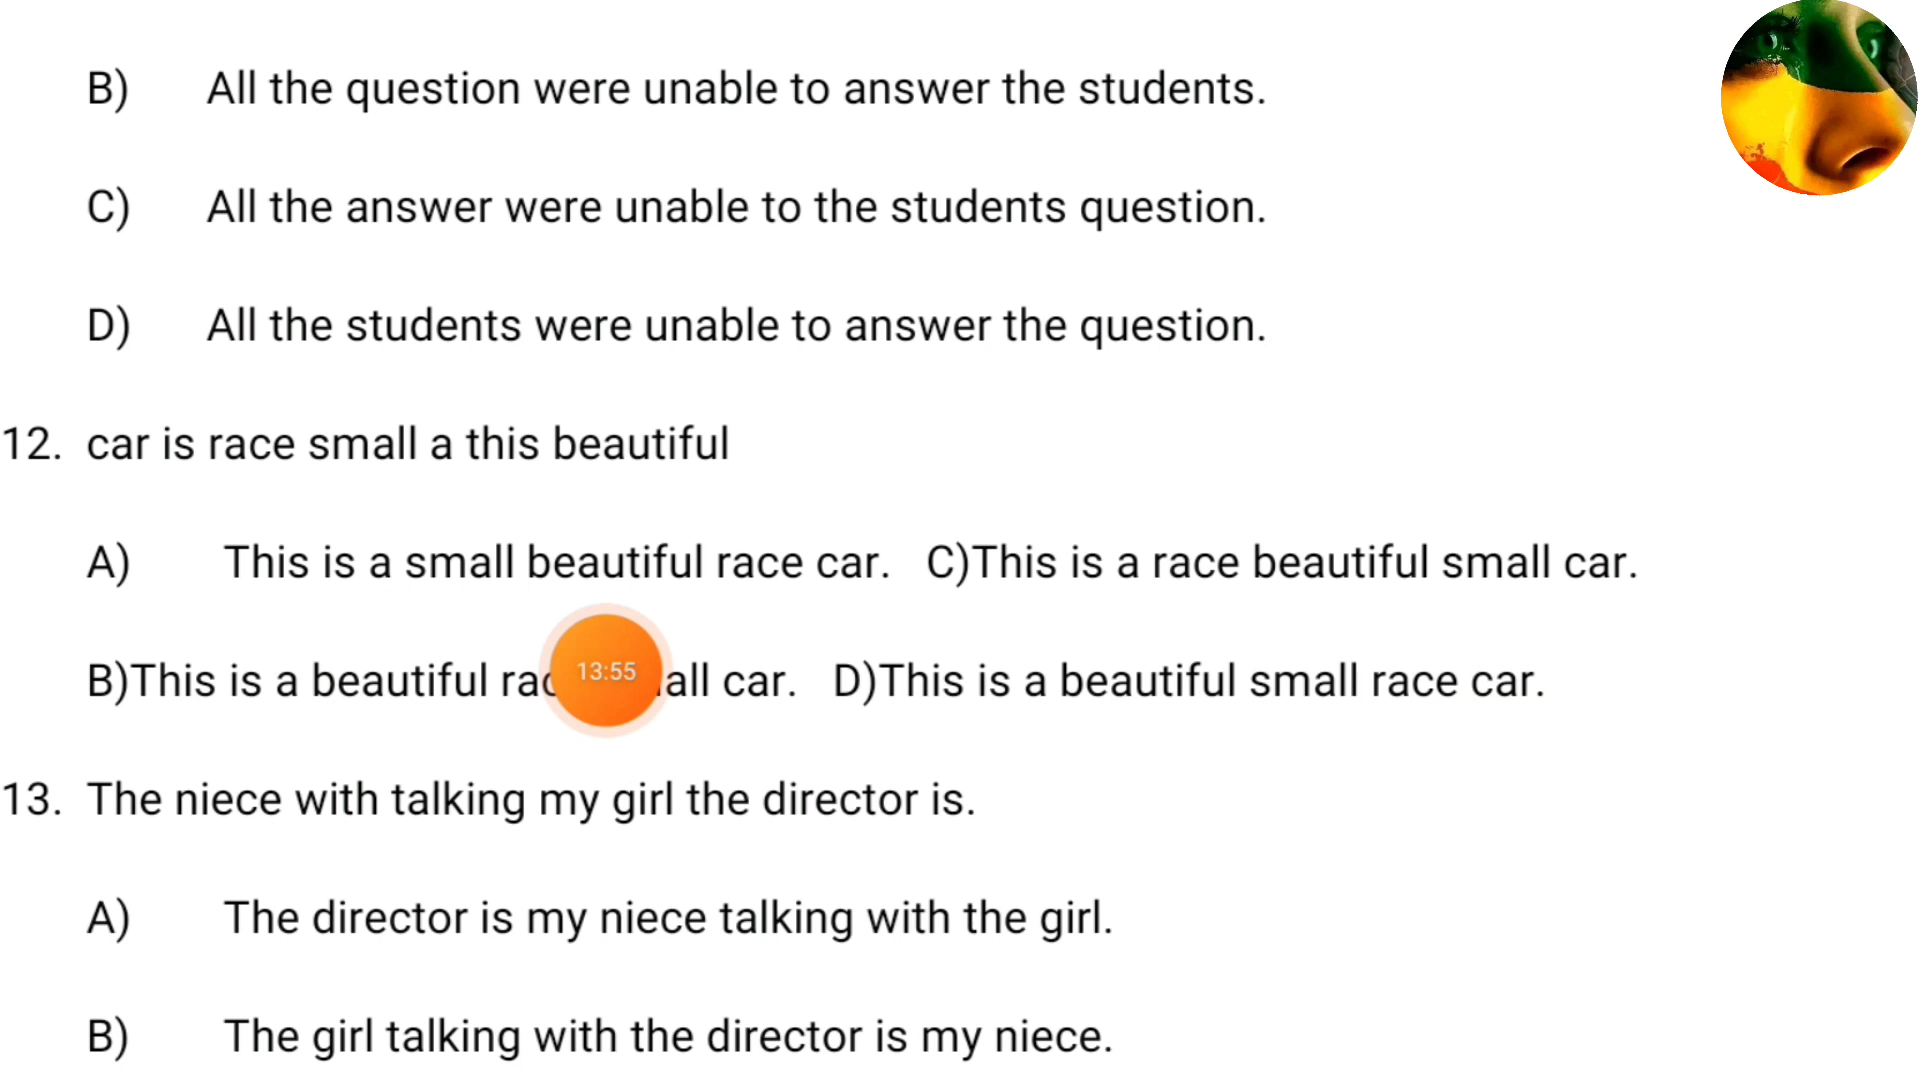 B) All the question were unable to answer the students.
C) All the answer were unable to the students question.
D) All the students were unable to answer the question.
12. car is race small a this beautiful
A) This is a small beautiful race car. C)This is a race beautiful small car.
B)This is a beautiful 13:55 car. D)This is a beautiful small race car.
13. The niece with talking my girl the director is.
A) The director is my niece talking with the girl.
B) The girl talking with the director is my niece.